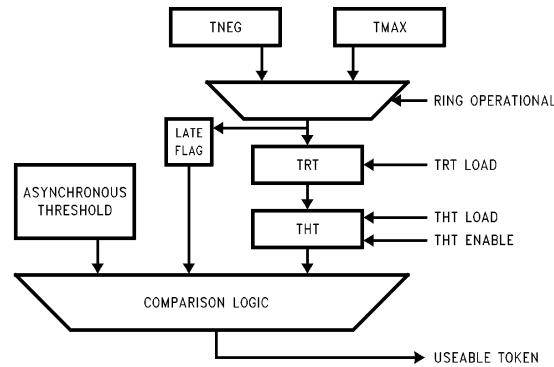 TNEG
TMAX
RING OPERATIONAL
LATE
FLAG
TRT
TRT LOAD
ASYNCHRONOUS
THRESHOLD
THT
THT LOAD
THT ENABLE
COMPARISON LOGIC
USEABLE TOKEN